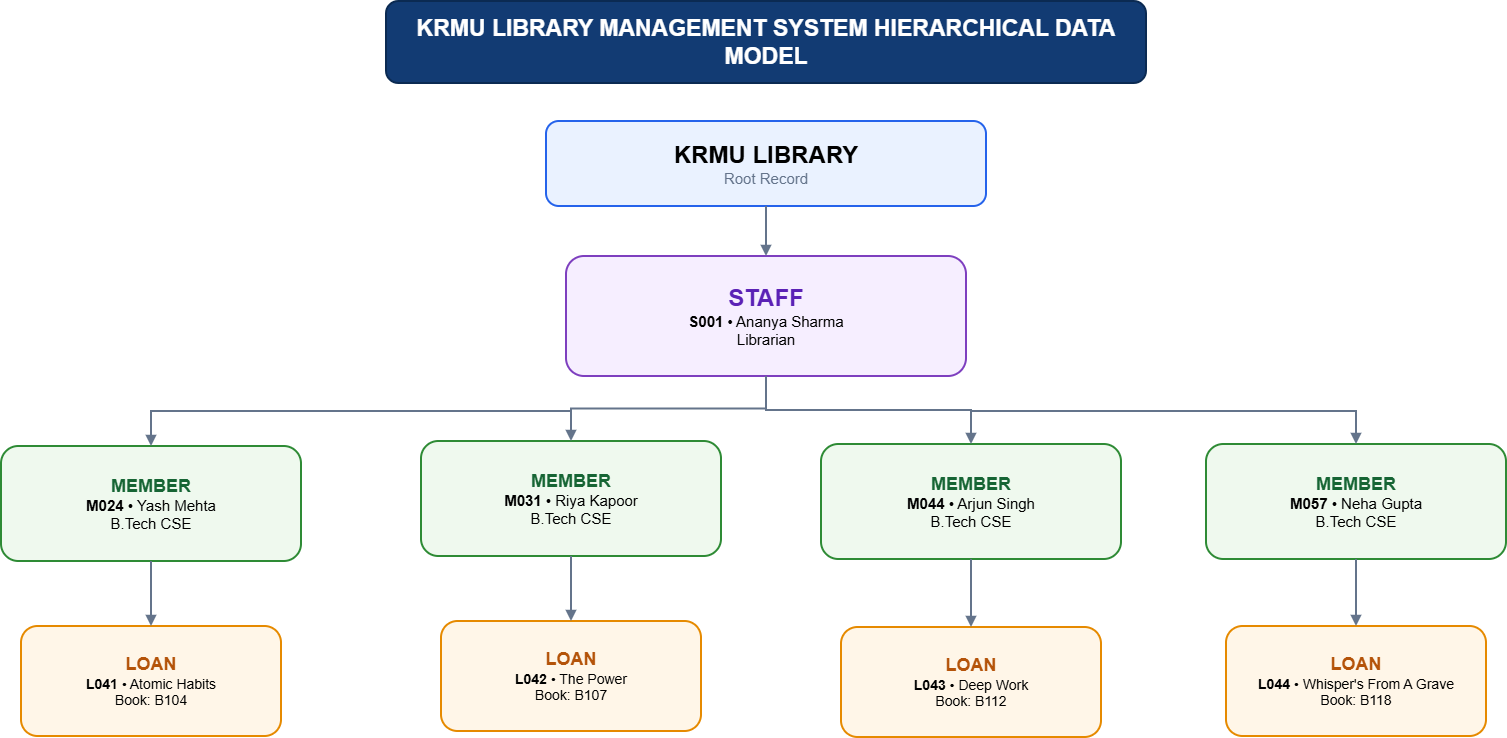 KRMU LIBRARY MANAGEMENT SYSTEM HIERARCHICAL DATA
MODEL
KRMU LIBRARY
Root Record
STAFF
S001 • Ananya Sharma
Librarian
MEMBER
M024 • Yash Mehta
B.Tech CSE
MEMBER
M031 • Riya Kapoor
B.Tech CSE
MEMBER
M044 • Arjun Singh
B.Tech CSE
MEMBER
M057 • Neha Gupta
B.Tech CSE
LOAN
L041 • Atomic Habits
Book: B104
LOAN
L042 • The Power
Book: B107
LOAN
L043 • Deep Work
Book: B112
LOAN
L044 • Whisper's From A Grave
Book: B118